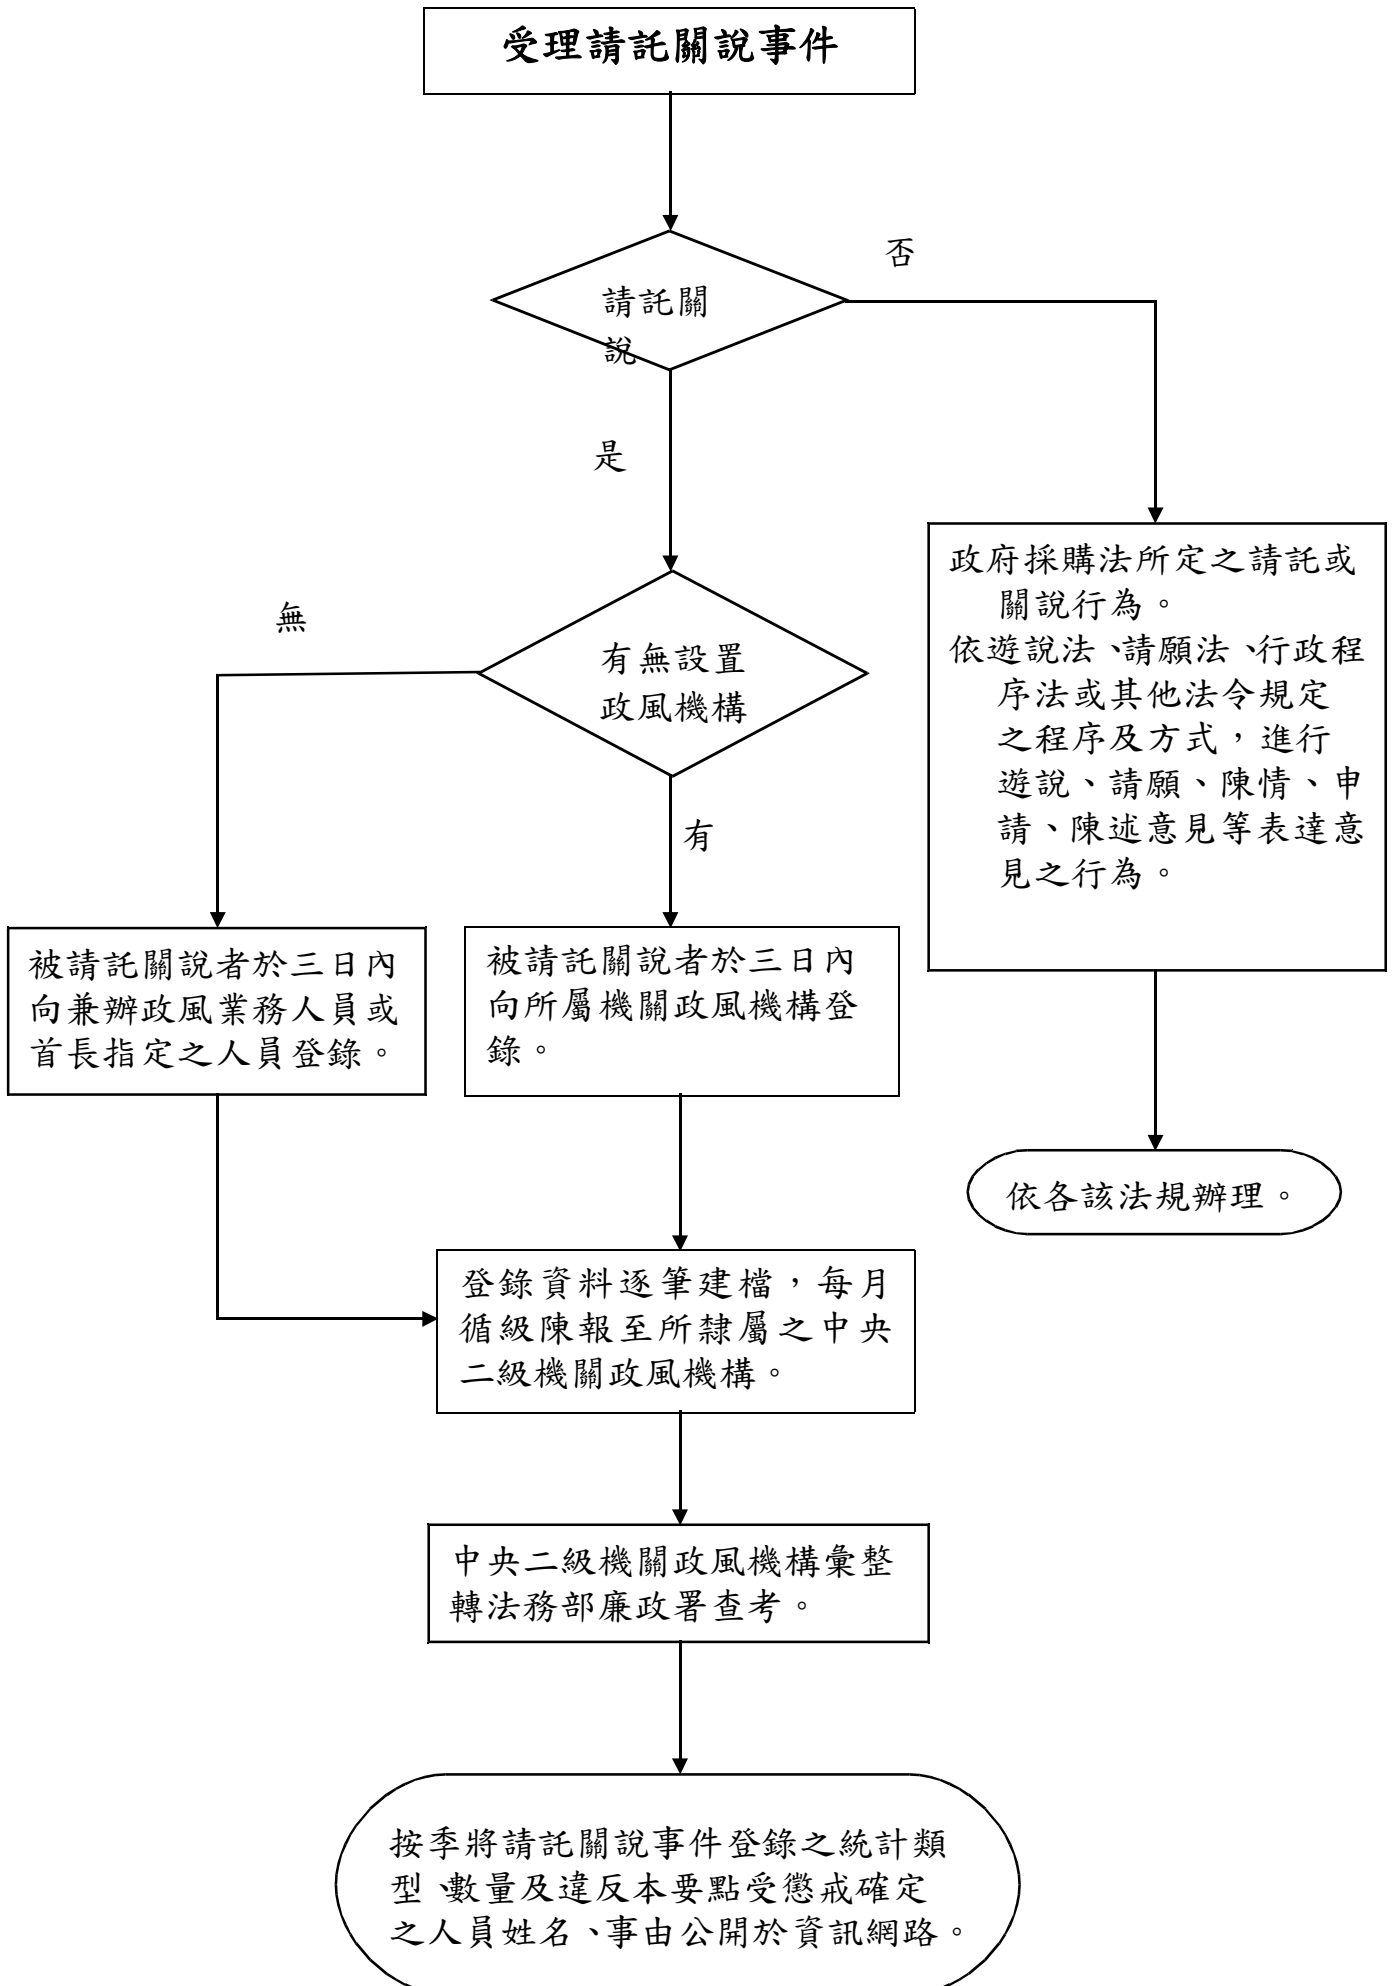 受理請託關說事件
否
請託關
說
是
政府採購法所定之請託或
關說行為。
依遊說法、請願法、行政程
序法或其他法令規定
之程序及方式，進行
遊說、請願、陳情、申
請、陳述意見等表達意
見之行為。
無
有無設置
政風機構
有
被請託關說者於三日內
向兼辦政風業務人員或
首長指定之人員登錄。
被請託關說者於三日內
向所屬機關政風機構登
錄。
依各該法規辦理。
登錄資料逐筆建檔，每月
循級陳報至所隸屬之中央
二級機關政風機構。
中央二級機關政風機構彙整
轉法務部廉政署查考。
按季將請託關說事件登錄之統計類
型、數量及違反本要點受懲戒確定
之人員姓名、事由公開於資訊網路。